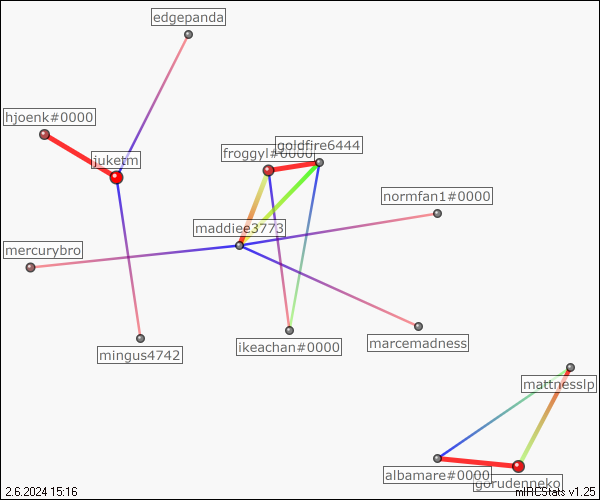 edgepanda
hjoenk#0000
juketm
froggyl#0000
goldfire6444
normfan1#0000
maddiee3773
mercurybro
mingus4742
ikeachan#0000
marcemadness
mattnesslp
albamare#0000
gorudenneko
2.6.2024 15:16
mIRCStats v1.25